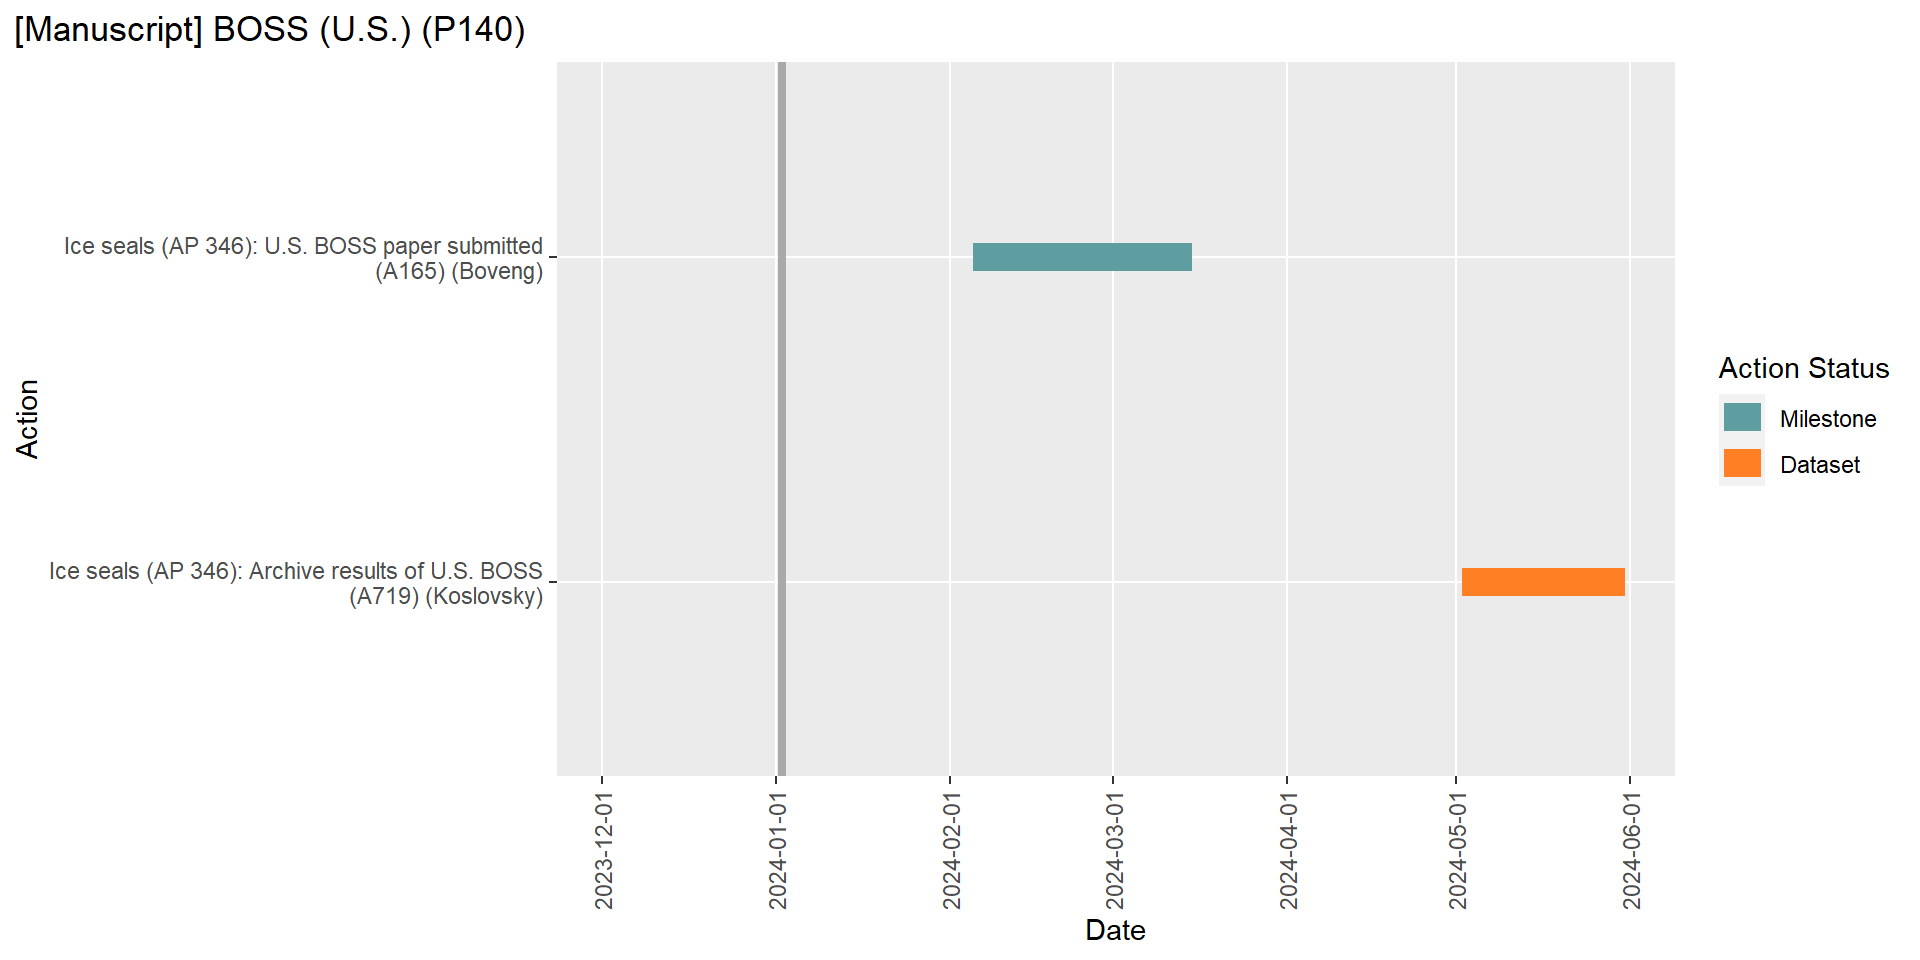 [Manuscript] BOSS (U.S.) (P140)
Ice seals (AP 346): U.S. BOSS paper submitted
(A165) (Boveng)
Ice seals (AP 346): Archive results of U.S. BOSS
(A719) (Koslovsky)
Action
2023-12-01
2024-01-01
2024-02-01
2024-03-01
2024-04-01
2024-05-01
2024-06-01
Date
Action Status
Milestone
Dataset